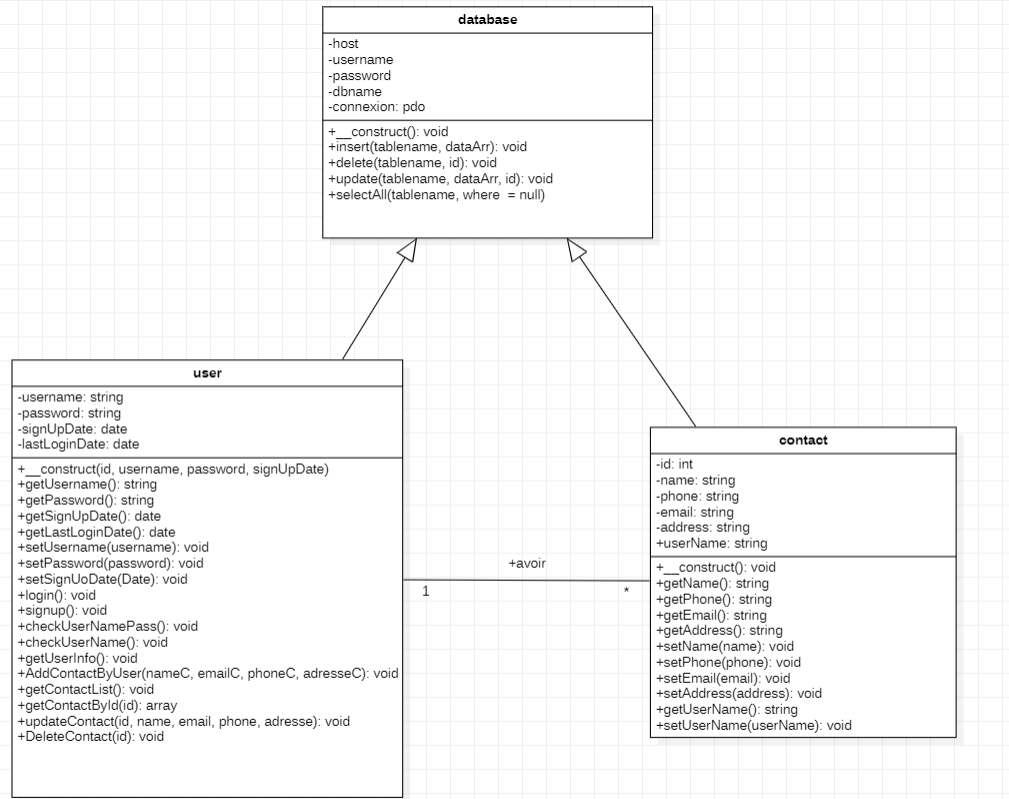 database
-host
-username
-password
-dbname
-connexion: pdo
+__construct(): void
+insert(tablename, dataArr): void
+delete(tablename, id): void
+update(tablename, dataArr, id): void
+selectAll(tablename, where = null)
user
-username: string
-password: string
-signUpDate: date
-lastLoginDate: date
+__construct(id, username, password, signUpDate)
+getUsername(): string
+getPassword(): string
+getSignUpDate(): date
+getLastLoginDate(): date
+setUsername(username): void
+setPassword(password): void
+setSignUoDate(Date): void
+login(): void
+signup(): void
+checkUserNamePass(): void
+checkUserName(): void
+getUserInfo(): void
+AddContactByUser(nameC, emailC, phoneC, adresseC): void
+getContactList(): void
+getContactById(id): array
+updateContact(id, name, email, phone, adresse): void
+DeleteContact(id): void
+avoir
1
*
contact
-id: int
-name: string
-phone: string
-email: string
-address: string
+userName: string
+__construct(): void
+getName(): string
+getPhone(): string
+getEmail(): string
+getAddress(): string
+setName(name): void
+setPhone(phone): void
+setEmail(email): void
+setAddress(address): void
+getUserName(): string
+setUserName(userName): void